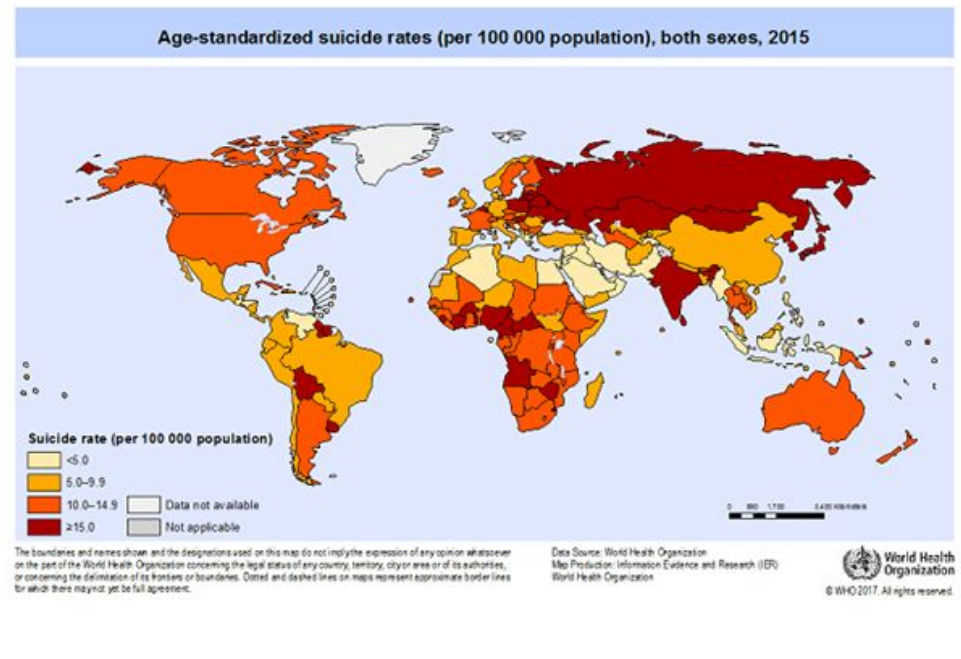 Age-standardized suicide rates (per 100 000 population), both sexes, 2015
Suicide rate (per 100 000 population)
<5.0
5.0–9.9
10.0–14.9
≥15.0
Data not available
Not applicable
0 1,700 3,400 Kilometers
The boundaries and names shown and the designations used on this map do not imply the expression of any opinion whatsoever
on the part of the World Health Organization concerning the legal status of any country, territory, city or area or of its authorities,
or concerning the delimitation of its frontiers or boundaries. Dotted and dashed lines on maps represent approximate border lines
for which there may not yet be full agreement.
Data Source: World Health Organization
Map Production: Information Evidence and Research (IER)
World Health Organization
World Health
Organization
© WHO 2017. All rights reserved.